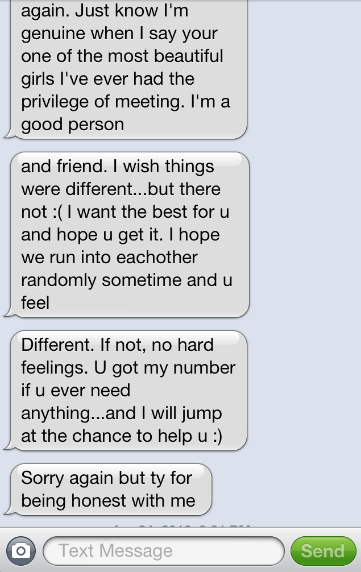 again. Just know I'm
genuine when I say your
one of the most beautiful
girls I've ever had the
privilege of meeting. I'm a
good person
and friend. I wish things
were different...but there
not :( I want the best for u
and hope u get it. I hope
we run into eachother
randomly sometime and u
feel
Different. If not, no hard
feelings. U got my number
if u ever need
anything...and I will jump
at the chance to help u :)
Sorry again but ty for
being honest with me
Text Message
Send